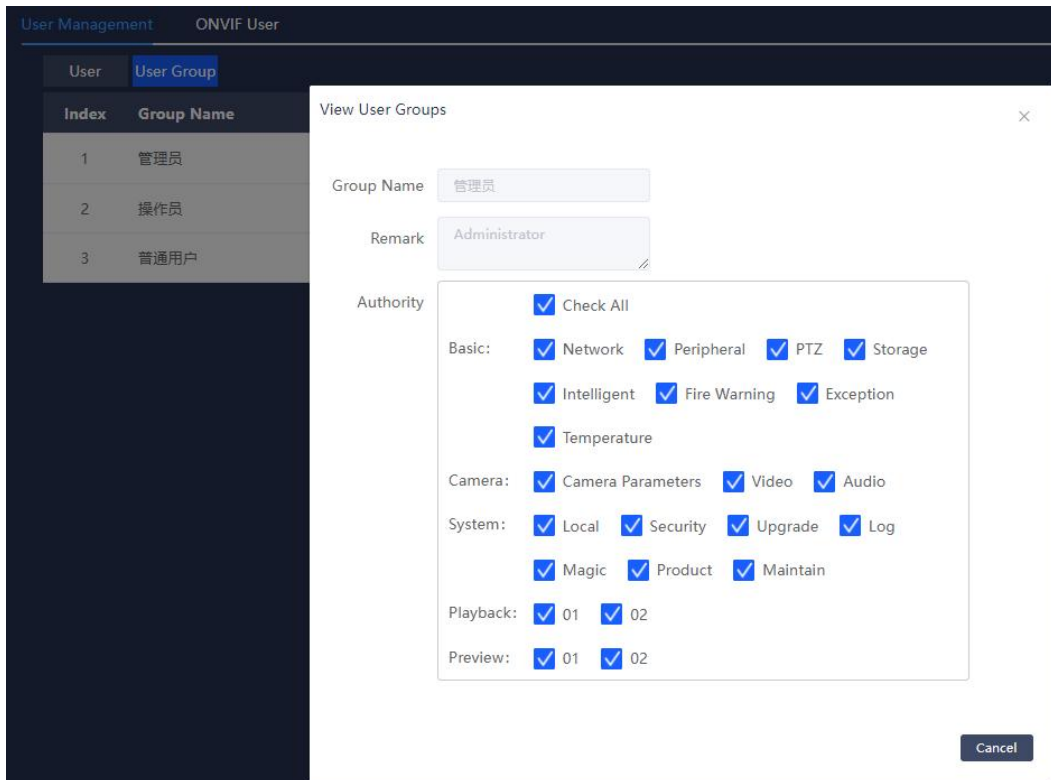 User Management ONVIF User
User User Group
Index Group Name
1 管理员
2 操作员
3 普通用户
View User Groups
Group Name 管理员
Remark Administrator
Authority Check All
Basic: Network Peripheral PTZ Storage
Intelligent Fire Warning Exception
Temperature
Camera: Camera Parameters Video Audio
System: Local Security Upgrade Log
Magic Product Maintain
Playback: 01 02
Preview: 01 02
Cancel